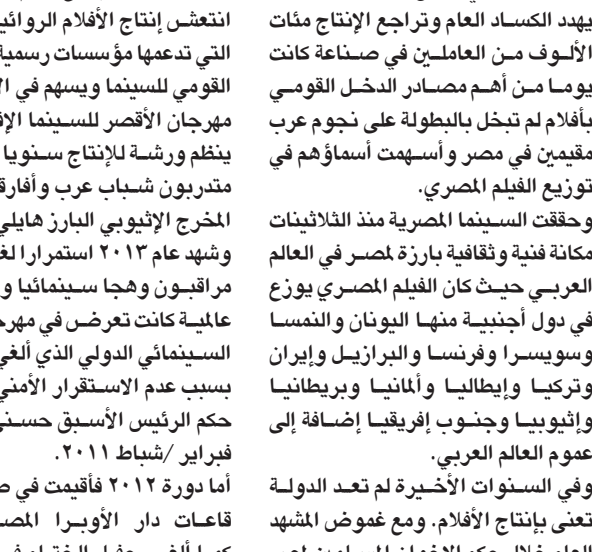 يهدد الكساد العام وتراجع الإنتاج مئات
الألوف من العاملين في صناعة كانت
يوما من أهم مصادر الدخل القومي
بأفلام لم تبخل بالبطولة على نجوم عرب
مقيمين في مصر وأسهمت أسماؤهم في
توزيع الفيلم المصري.
وحققت السينما المصرية منذ الثلاثينات
مكانة فنية وثقافية بارزة لمصر في العالم
العربي حيث كان الفيلم المصري يوزع
في دول أجنبية منها اليونان والنمسا
وسويسرا وفرنسا والبرازيل وإيران
وتركيا وإيطاليا وألمانيا وبريطانيا
وإثيوبيا وجنوب إفريقيا إضافة إلى
عموم العالم العربي.
وفي السنوات الأخيرة لم تعد الدولة
تعنى بإنتاج الأفلام. ومع غموض المشهد
انتعش إنتاج الأفلام
التي تدعمها مؤسسات رسمية
القومي للسينما ويسهم في
مهرجان الأقصر للسينما
ينظم ورشة للإنتاج سنويا
متدربون شباب عرب وأفارقة
المخرج الإثيوبي البارز هايلي
وشهد عام ٢٠١٣ استمرارا
مراقبون وهجا سينمائيا
عالمية كانت تعرض في
السينمائي الدولي الذي ألغي
بسبب عدم الاستقرار الأمني
حكم الرئيس الأسبق
فبراير /شباط ٢٠١١.
أما دورة ٢٠١٢ فأقيمت في
قاعات دار الأوبرا